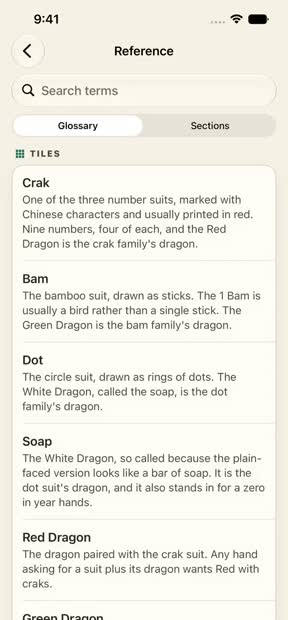 9:41
Reference
Search terms
Glossary
Sections
TILES
Crak
One of the three number suits, marked with
Chinese characters and usually printed in red.
Nine numbers, four of each, and the Red
Dragon is the crak family's dragon.
Bam
The bamboo suit, drawn as sticks. The 1 Bam is
usually a bird rather than a single stick. The
Green Dragon is the bam family's dragon.
Dot
The circle suit, drawn as rings of dots. The
White Dragon, called the soap, is the dot
family's dragon.
Soap
The White Dragon, so called because the plain-
faced version looks like a bar of soap. It is the
dot suit's dragon, and it also stands in for a zero
in year hands.
Red Dragon
The dragon paired with the crak suit. Any hand
asking for a suit plus its dragon wants Red with
craks.
Green Dragon